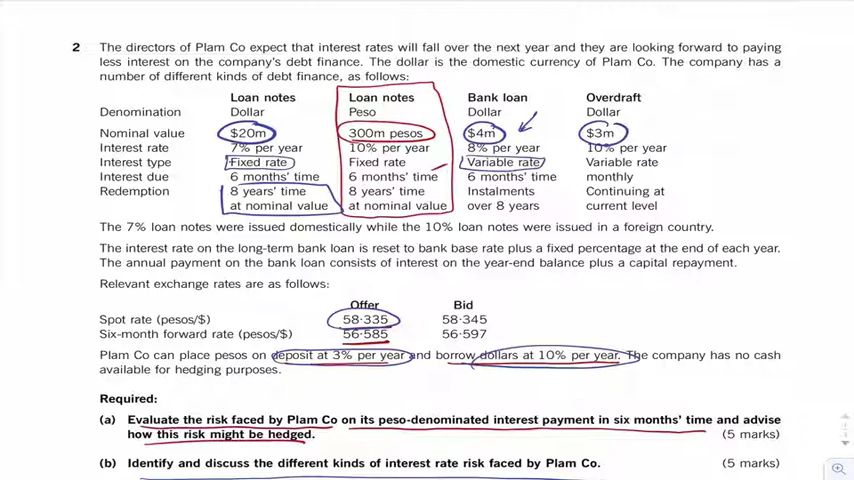 2 The directors of Plam Co expect that interest rates will fall over the next year and they are looking forward to paying
less interest on the company's debt finance. The dollar is the domestic currency of Plam Co. The company has a
number of different kinds of debt finance, as follows:
Loan notes Loan notes Bank loan Overdraft
Denomination Dollar Peso Dollar Dollar
Nominal value $20m 300m pesos $4m $3m
Interest rate 7% per year 10% per year 8% per year 10% per year
Interest type Fixed rate Fixed rate Variable rate Variable rate
Interest due 6 months' time 6 months' time 6 months' time monthly
Redemption 8 years' time 8 years' time Instalments Continuing at
at nominal value at nominal value over 8 years current level
The 7% loan notes were issued domestically while the 10% loan notes were issued in a foreign country.
The interest rate on the long-term bank loan is reset to bank base rate plus a fixed percentage at the end of each year.
The annual payment on the bank loan consists of interest on the year-end balance plus a capital repayment.
Relevant exchange rates are as follows:
Offer Bid
Spot rate (pesos/$) 58·335 58·345
Six-month forward rate (pesos/$) 56·585 56·597
Plam Co can place pesos on deposit at 3% per year and borrow dollars at 10% per year. The company has no cash
available for hedging purposes.
Required:
(a) Evaluate the risk faced by Plam Co on its peso-denominated interest payment in six months' time and advise
how this risk might be hedged. (5 marks)
(b) Identify and discuss the different kinds of interest rate risk faced by Plam Co. (5 marks)